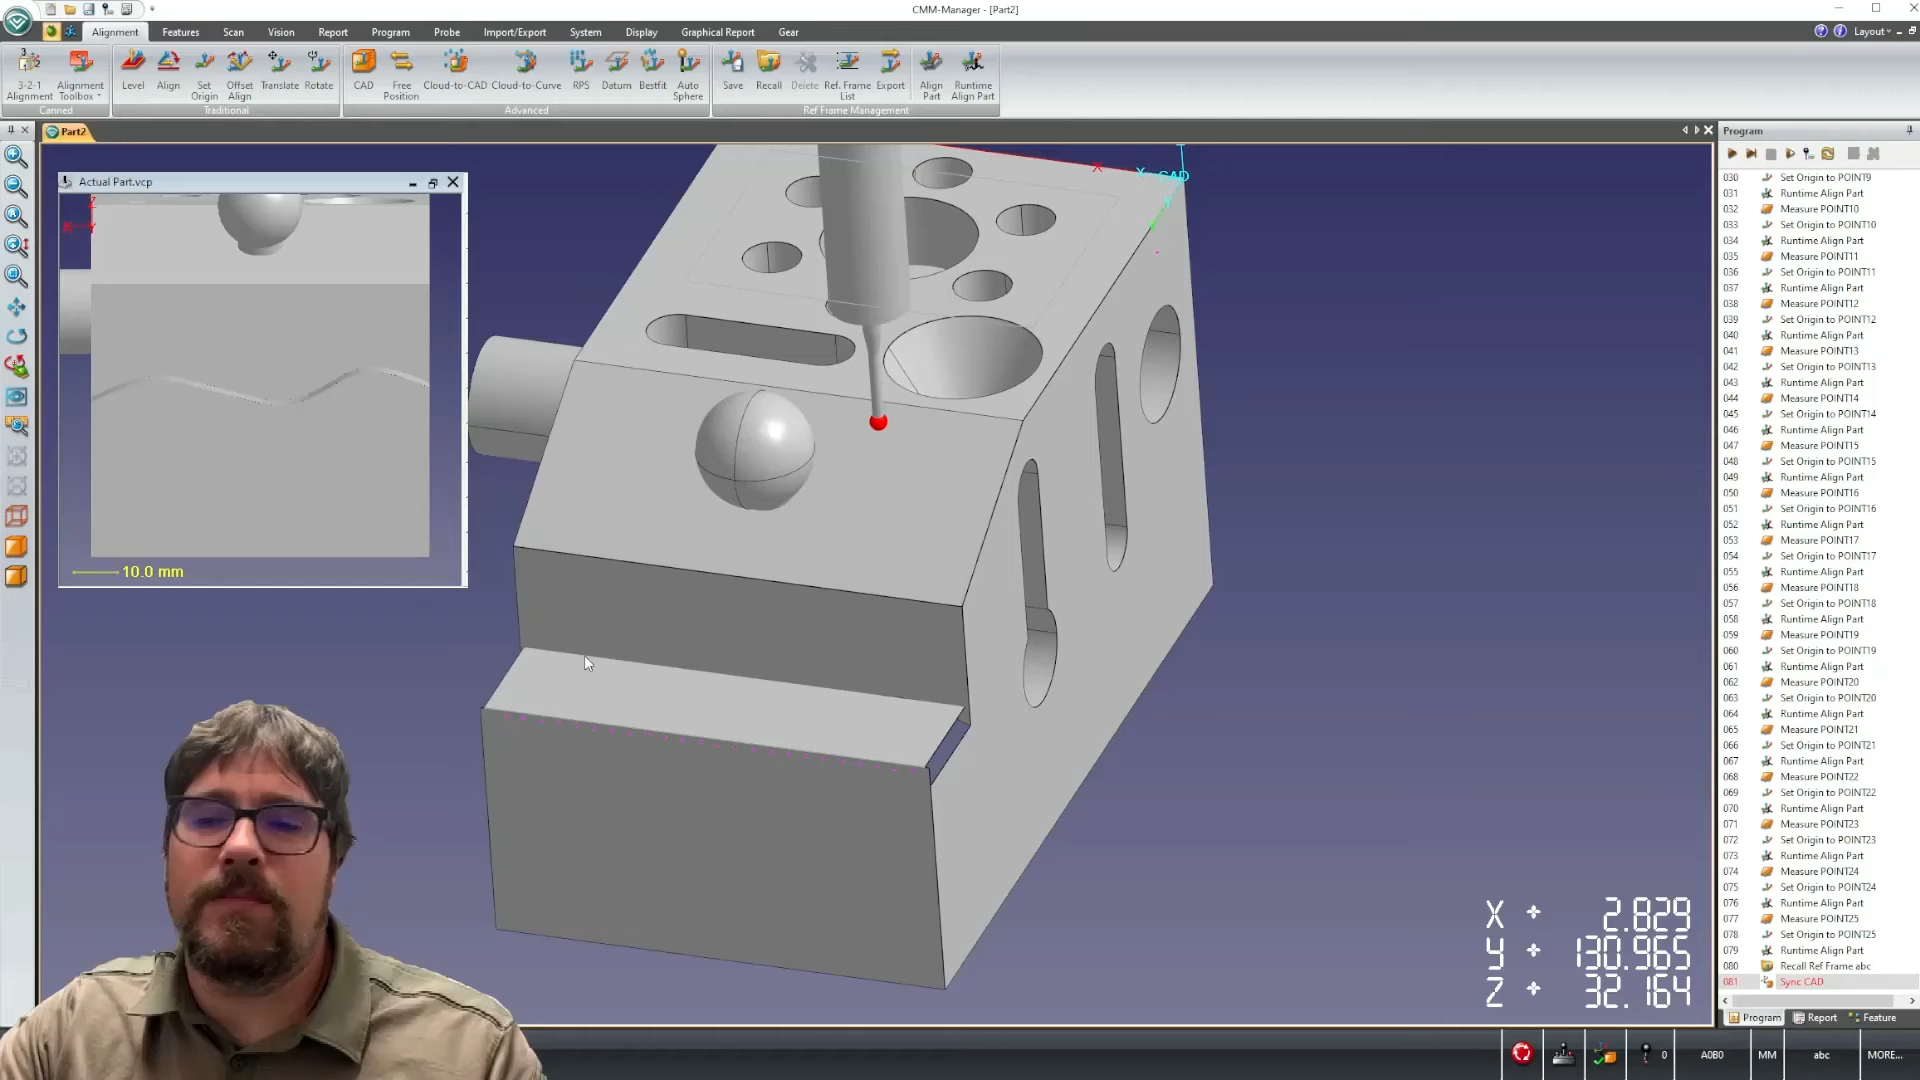 CMM-Manager - [Part2]
Alignment Features Scan Vision Report Program Probe Import/Export System Display Graphical Report Gear
Layout
3-2-1 Alignment
Alignment Toolbox
Level
Align
Set Origin
Offset Align
Translate
Rotate
CAD
Free Position
Cloud-to-CAD
Cloud-to-Curve
RPS
Datum
Bestfit
Auto Sphere
Save
Recall
Delete
Ref. Frame List
Export
Align Part
Runtime Align Part
Canned
Traditional
Advanced
Ref Frame Management
Part2
Program
Actual Part.vcp
Z
X
Y
10.0 mm
X
X
CAD
Y
030 Set Origin to POINT9
031 Runtime Align Part
032 Measure POINT10
033 Set Origin to POINT10
034 Runtime Align Part
035 Measure POINT11
036 Set Origin to POINT11
037 Runtime Align Part
038 Measure POINT12
039 Set Origin to POINT12
040 Runtime Align Part
041 Measure POINT13
042 Set Origin to POINT13
043 Runtime Align Part
044 Measure POINT14
045 Set Origin to POINT14
046 Runtime Align Part
047 Measure POINT15
048 Set Origin to POINT15
049 Runtime Align Part
050 Measure POINT16
051 Set Origin to POINT16
052 Runtime Align Part
053 Measure POINT17
054 Set Origin to POINT17
055 Runtime Align Part
056 Measure POINT18
057 Set Origin to POINT18
058 Runtime Align Part
059 Measure POINT19
060 Set Origin to POINT19
061 Runtime Align Part
062 Measure POINT20
063 Set Origin to POINT20
064 Runtime Align Part
065 Measure POINT21
066 Set Origin to POINT21
067 Runtime Align Part
068 Measure POINT22
069 Set Origin to POINT22
070 Runtime Align Part
071 Measure POINT23
072 Set Origin to POINT23
073 Runtime Align Part
074 Measure POINT24
075 Set Origin to POINT24
076 Runtime Align Part
077 Measure POINT25
078 Set Origin to POINT25
079 Runtime Align Part
080 Recall Ref Frame abc
081 Sync CAD
X + 2.829
Y + 130.965
Z + 32.164
Program Report Feature
0 A0B0 MM abc MORE...